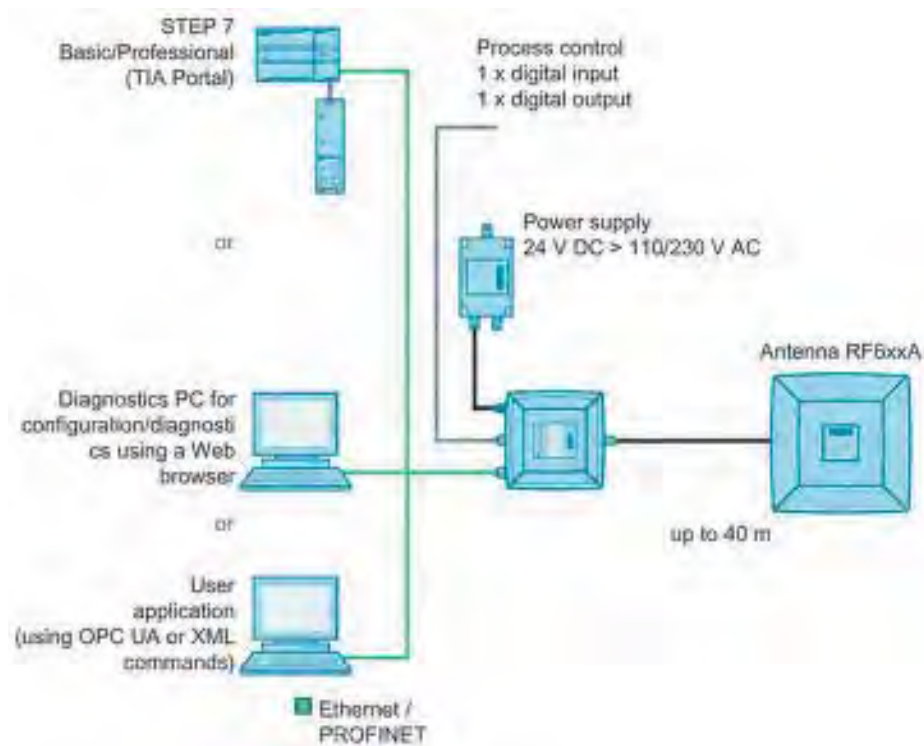 STEP 7
Basic/Professional
(TIA Portal)
Process control
1 x digital input
1 x digital output
or
Power supply
24 V DC > 110/230 V AC
Antenna RF6xxA
Diagnostics PC for
configuration/diagnosti
cs using a Web
browser
or
up to 40 m
User
application
(using OPC UA or XML
commands)
Ethernet /
PROFINET